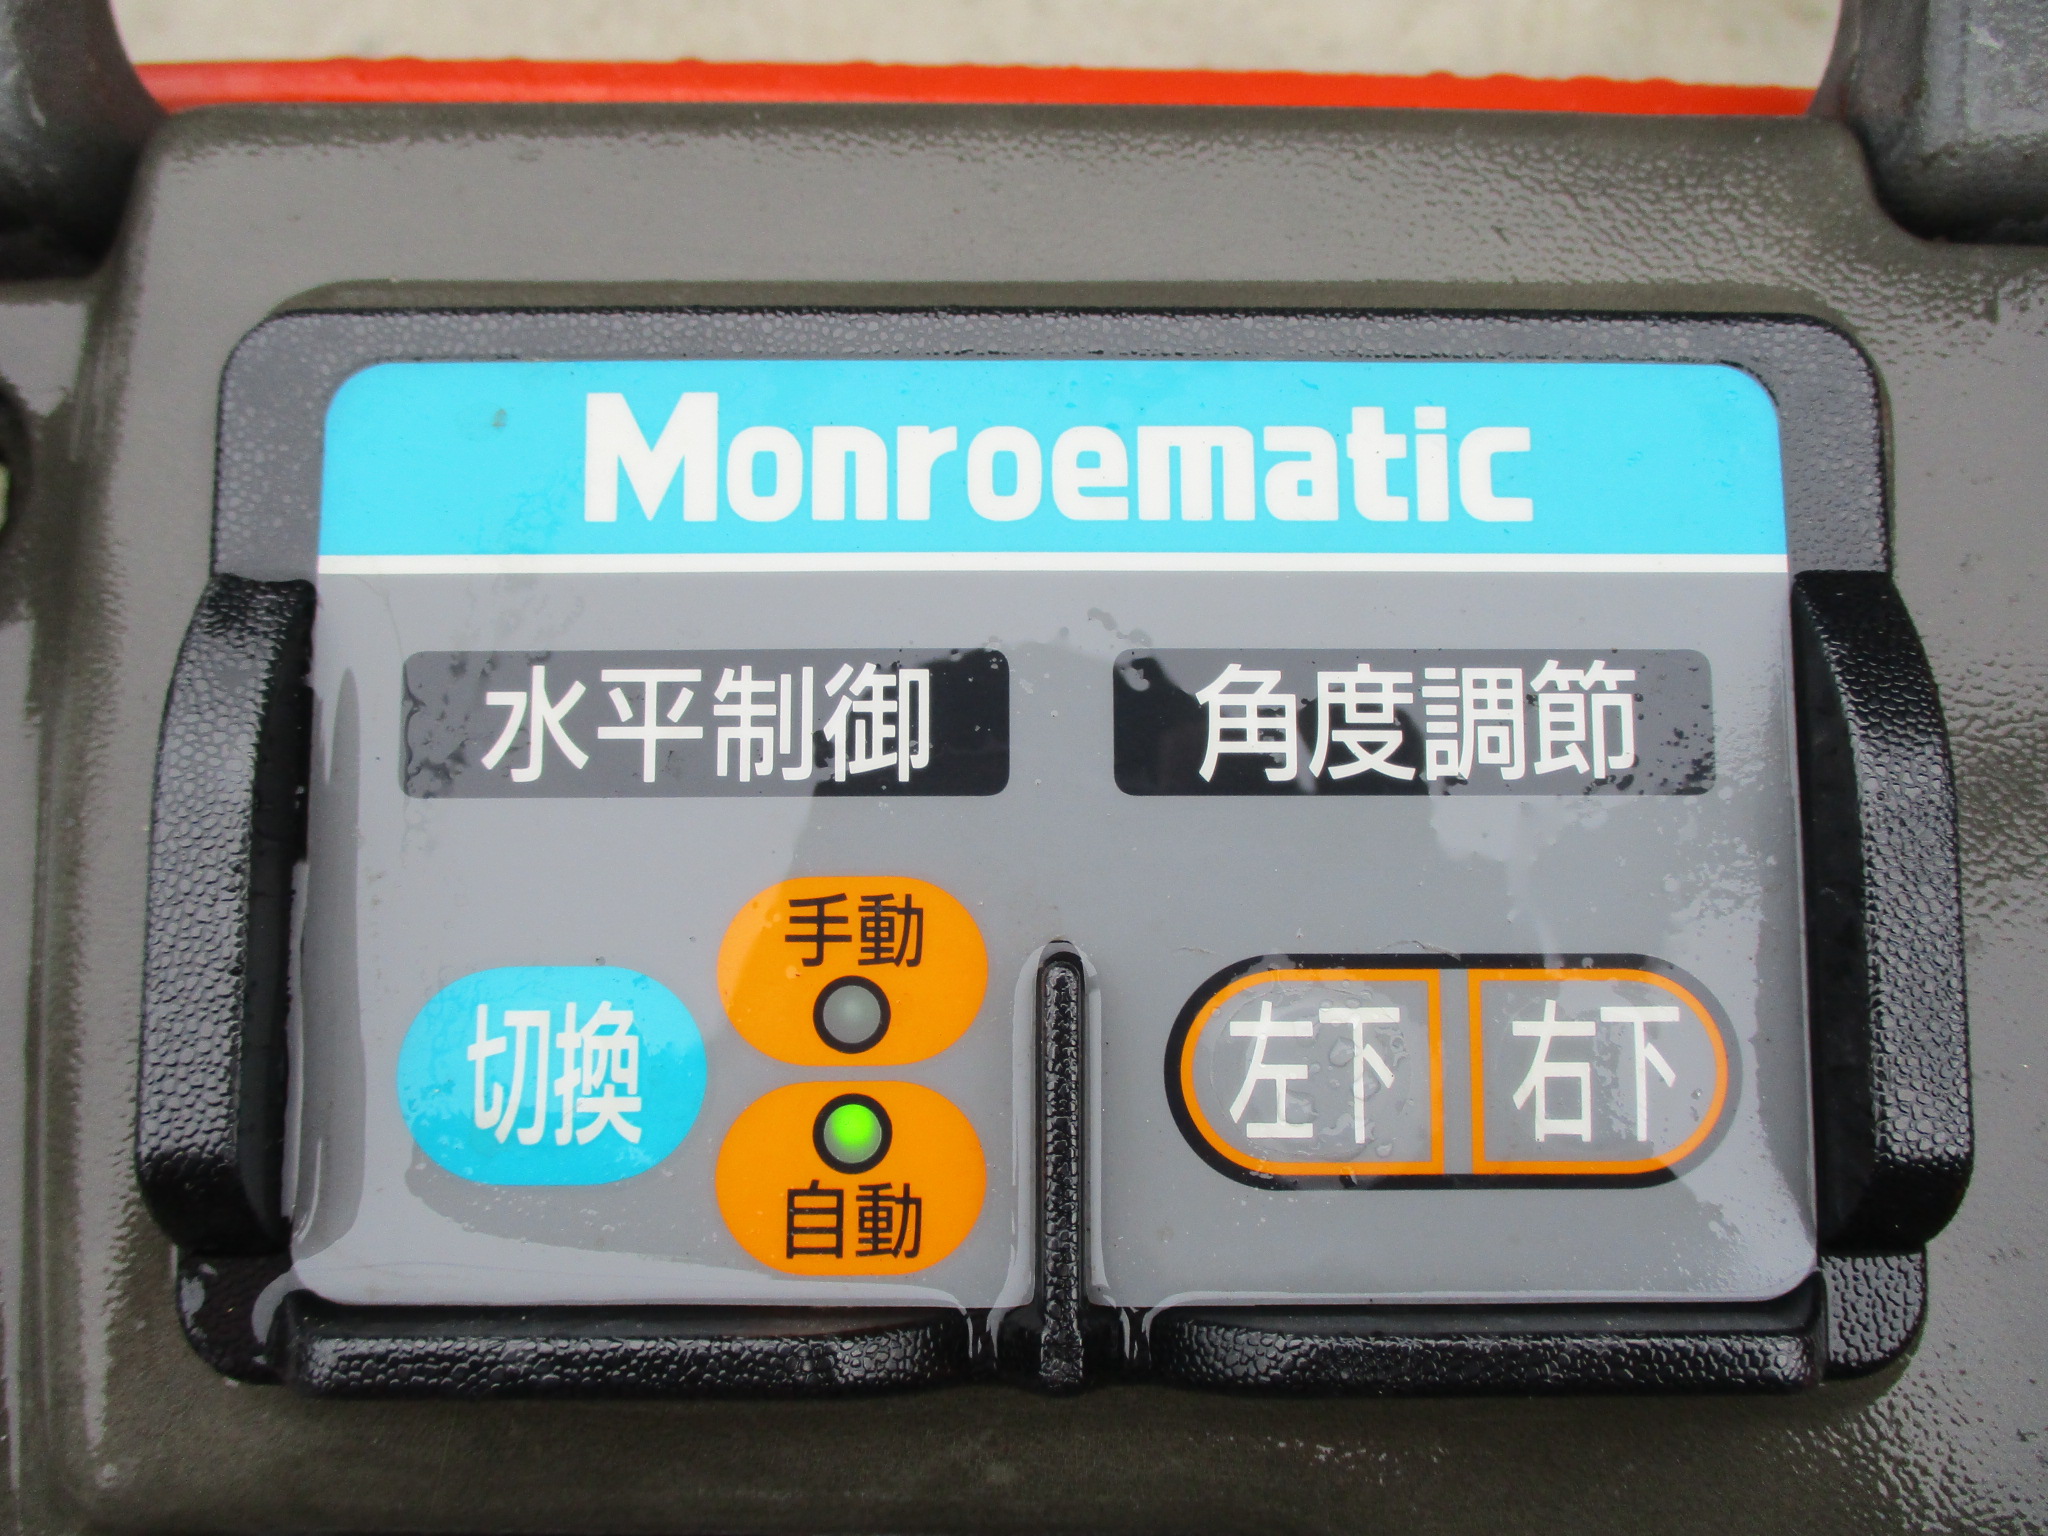 Monroematic
水平制御
角度調節
手動
切換
自動
左下
右下